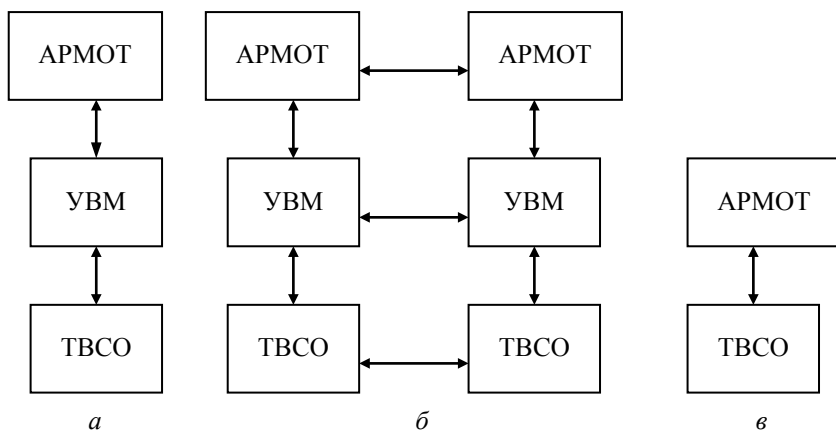 АРМОТ АРМОТ АРМОТ
УВМ УВМ УВМ АРМОТ
ТВСО ТВСО ТВСО ТВСО
а б в